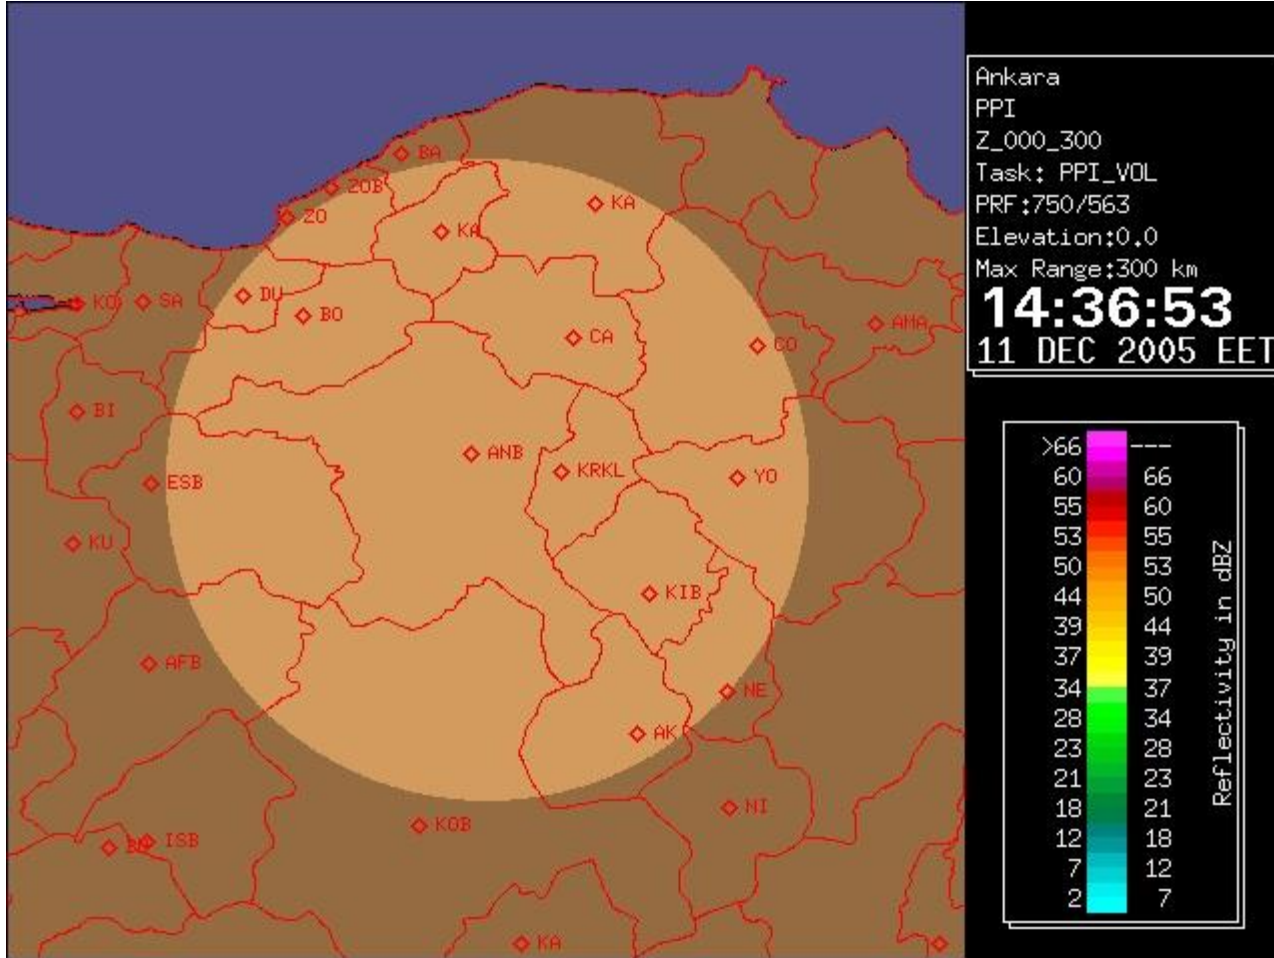 Ankara
PPI
Z_000_300
Task: PPI_VOL
PRF:750/563
Elevation:0.0
Max Range:300 km
14:36:53
11 DEC 2005 EET
BA
ZOB
ZO
KA
KA
KO
SA
DU
BO
CA
CO
AMA
BI
ANB
KRKL
YO
ESB
KU
KIB
AFB
NE
AK
NI
KOB
ISB
KA
>66 ---
60 66
55 60
53 55
50 53
44 50
39 44
37 39
34 37
28 34
23 28
21 23
18 21
12 18
7 12
2 7
Reflectivity in dBZ